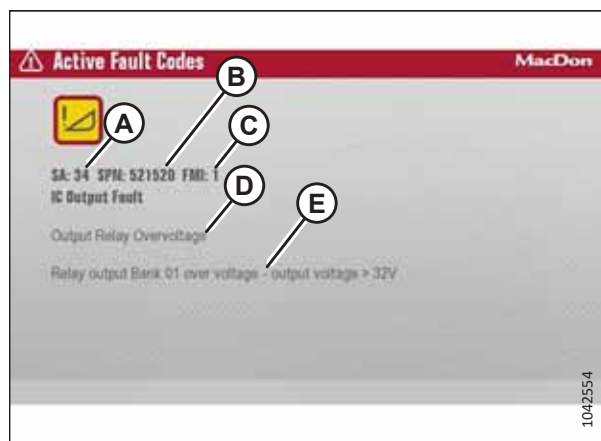 Active Fault Codes MacDon
B
A C
SA: 34 SPN: 521520 FMI: 1
D
IC Output Fault
E
Output Relay Overvoltage
Relay output Bank 01 over voltage - output voltage > 32V
1042554